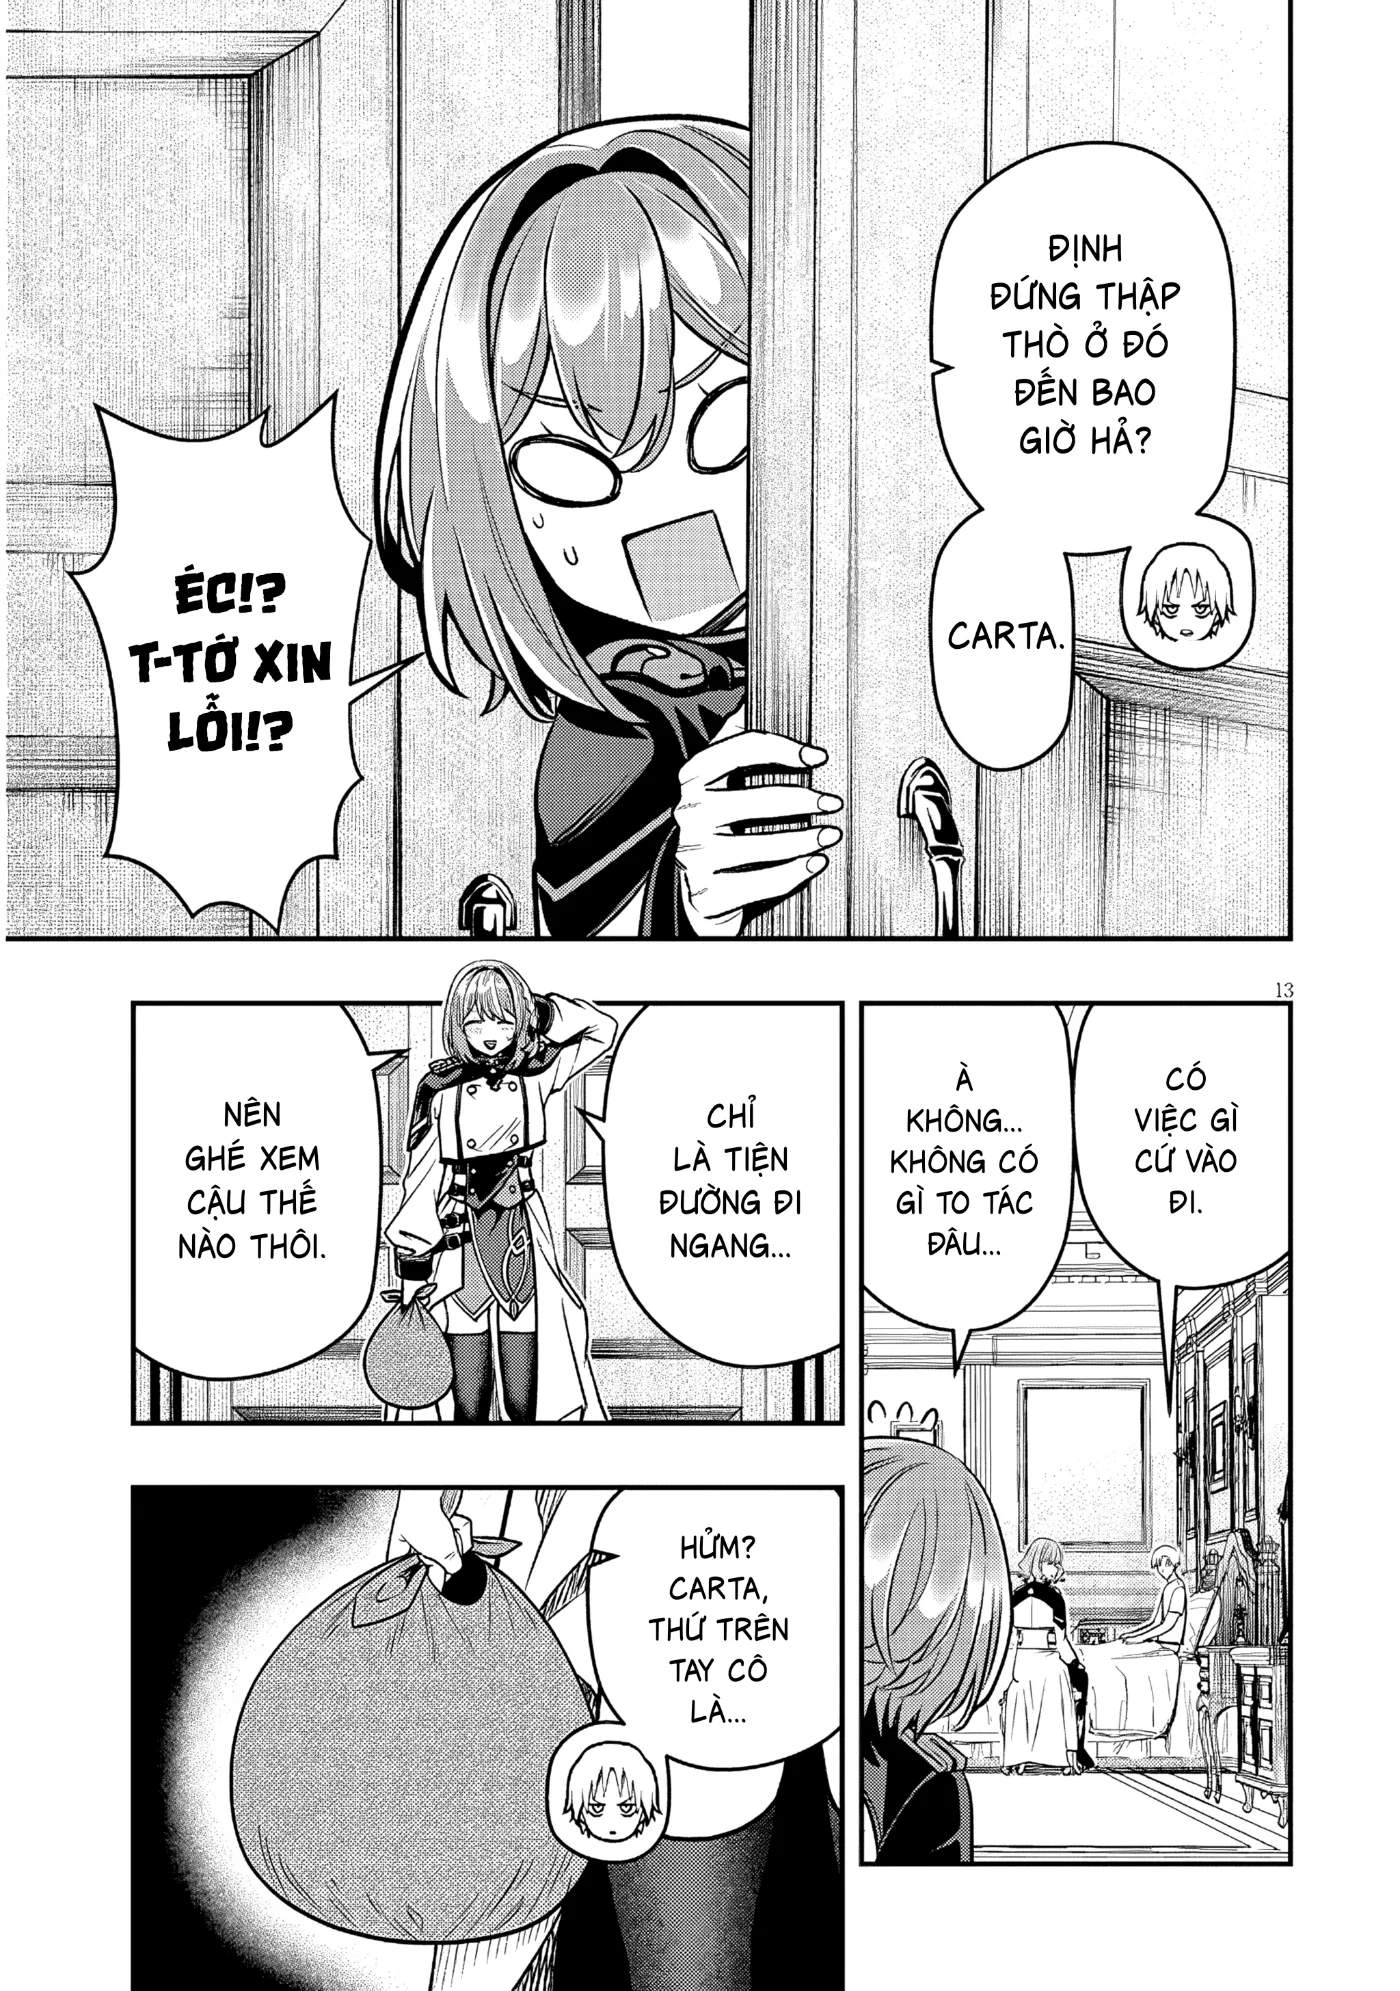 ĐỊNH
ĐỨNG THẬP
THÒ Ở ĐÓ
ĐẾN BAO
GIỜ HẢ?
CARTA.
ÉC!?
T-TỚ XIN
LỖI!?
13
CÓ
VIỆC GÌ
CỨ VÀO
ĐI.
À
KHÔNG...
KHÔNG CÓ
GÌ TO TÁC
ĐÂU...
CHỈ
LÀ TIỆN
ĐƯỜNG ĐI
NGANG...
NÊN
GHÉ XEM
CẬU THẾ
NÀO THÔI.
HỬM?
CARTA,
THỨ TRÊN
TAY CÔ
LÀ...